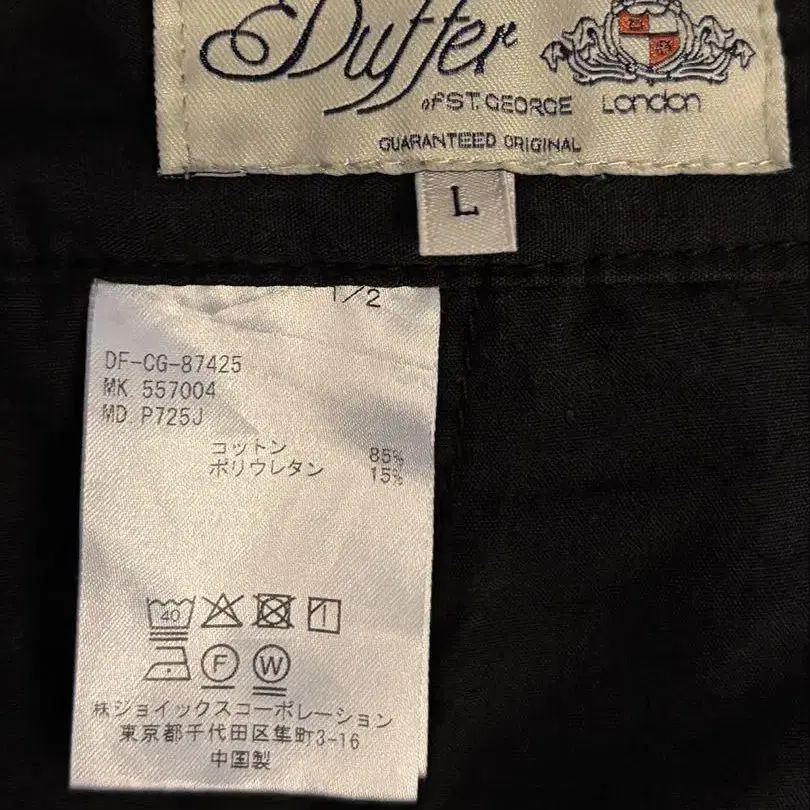 Duffer
of ST. GEORGE London
GUARANTEED ORIGINAL
L
1/2
DF-CG-87425
MK 557004
MD. P725J
コットン 85%
ポリウレタン 15%
40
F W
㈱ジョイックスコーポレーション
東京都千代田区隼町3-16
中国製